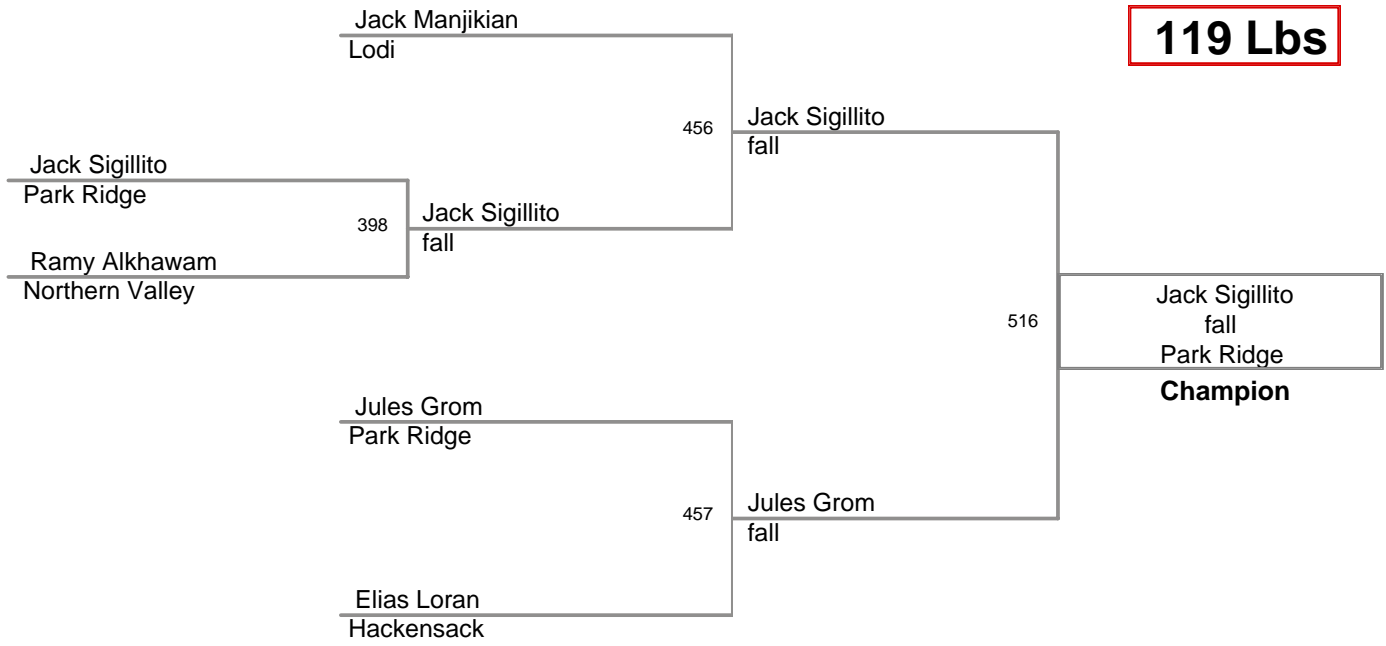 Jack Manjikian
Lodi
119 Lbs
456
Jack Sigillito
fall
Jack Sigillito
Park Ridge
398
Jack Sigillito
fall
Ramy Alkhawam
Northern Valley
516
Jack Sigillito
fall
Park Ridge
Champion
Jules Grom
Park Ridge
457
Jules Grom
fall
Elias Loran
Hackensack